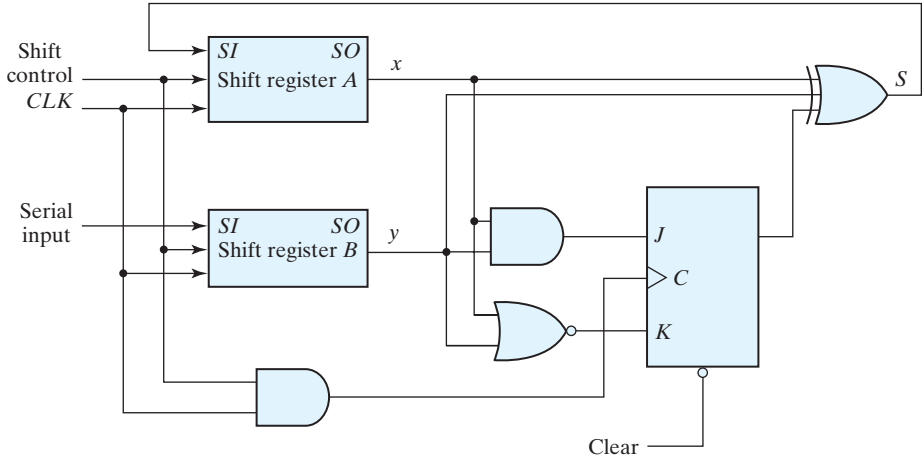 SI SO
Shift register A
x
Shift
control
CLK
S
Serial
input
SI SO
Shift register B
y
J
C
K
Clear